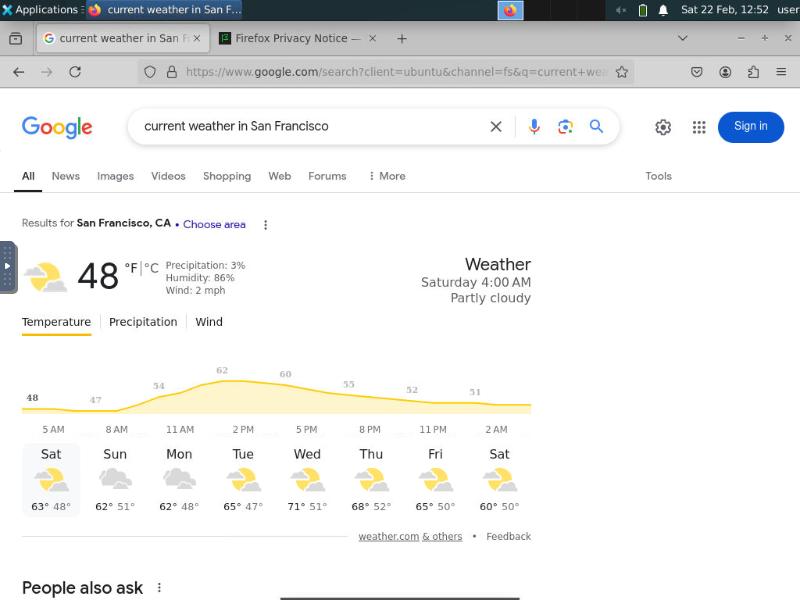 Applications
current weather in San F...
Sat 22 Feb, 12:52
user
current weather in San F
Firefox Privacy Notice —
https://www.google.com/search?client=ubuntu&channel=fs&q=current+wea
Google
current weather in San Francisco
Sign in
All
News
Images
Videos
Shopping
Web
Forums
More
Tools
Results for San Francisco, CA • Choose area
48 °F|°C
Precipitation: 3%
Humidity: 86%
Wind: 2 mph
Weather
Saturday 4:00 AM
Partly cloudy
Temperature
Precipitation
Wind
48 47 54 62 60 55 52 51
5 AM 8 AM 11 AM 2 PM 5 PM 8 PM 11 PM 2 AM
Sat Sun Mon Tue Wed Thu Fri Sat
63° 48° 62° 51° 62° 48° 65° 47° 71° 51° 68° 52° 65° 50° 60° 50°
weather.com & others • Feedback
People also ask